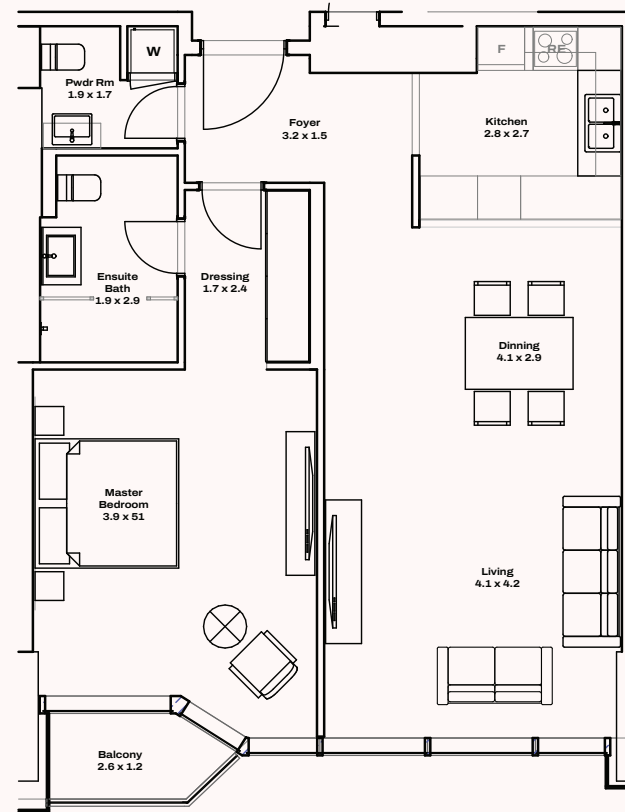 W
F
RE
Pwdr Rm
1.9 x 1.7
Foyer
3.2 x 1.5
Kitchen
2.8 x 2.7
Ensuite
Bath
1.9 x 2.9
Dressing
1.7 x 2.4
Dinning
4.1 x 2.9
Master
Bedroom
3.9 x 51
Living
4.1 x 4.2
Balcony
2.6 x 1.2